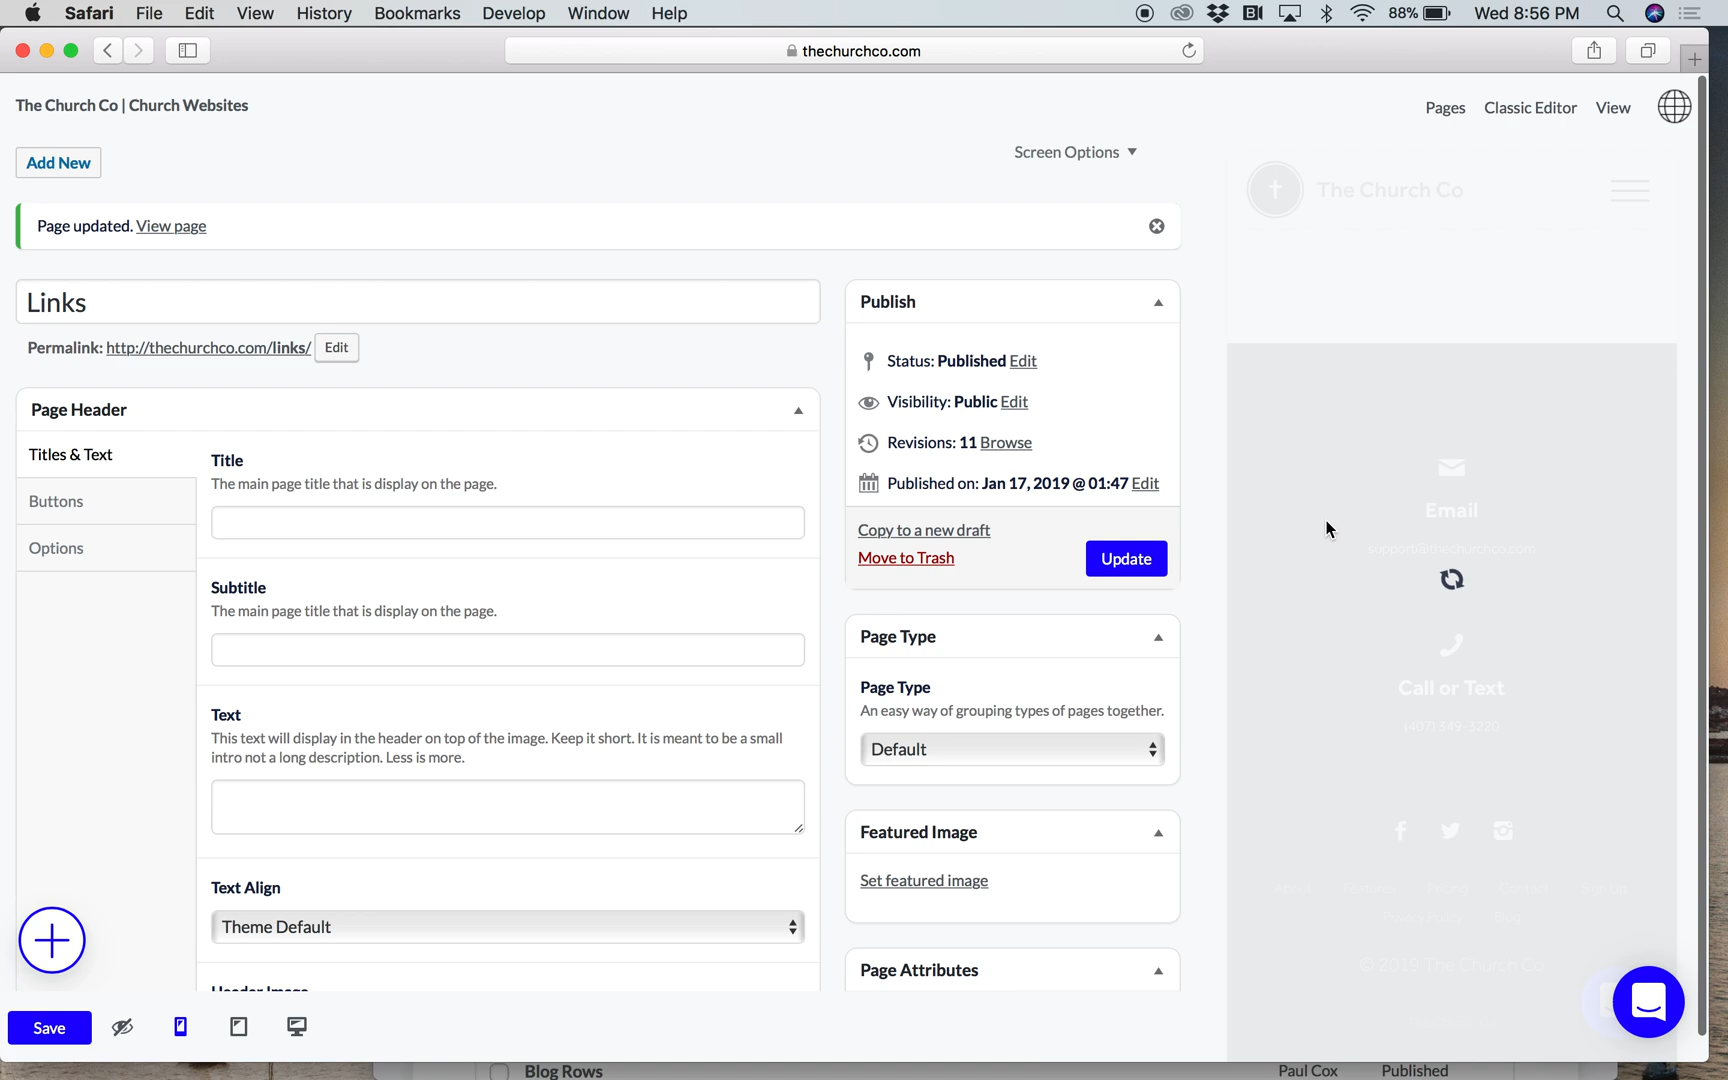 Safari File Edit View History Bookmarks Develop Window Help 88% Wed 8:56 PM
thechurchco.com
The Church Co | Church Websites
Pages Classic Editor View
Add New
Screen Options
The Church Co
Page updated. View page
Links
Permalink: http://thechurchco.com/links/ Edit
Publish
Status: Published Edit
Visibility: Public Edit
Revisions: 11 Browse
Published on: Jan 17, 2019 @ 01:47 Edit
Copy to a new draft
Move to Trash
Update
Page Header
Titles & Text
Buttons
Options
Title
The main page title that is display on the page.
Subtitle
The main page title that is display on the page.
Text
This text will display in the header on top of the image. Keep it short. It is meant to be a small
intro not a long description. Less is more.
Text Align
Theme Default
Page Type
Page Type
An easy way of grouping types of pages together.
Default
Featured Image
Set featured image
Page Attributes
Email
support@thechurchco.com
Call or Text
© 2019 The Church Co
Save
Blog Rows Paul Cox Published